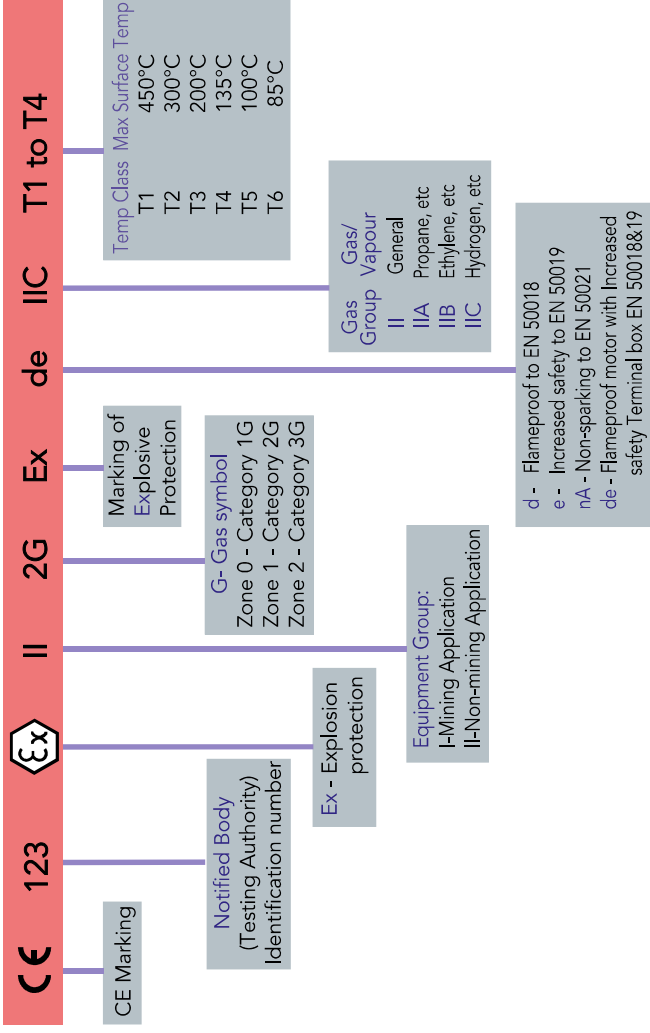 CE 123 Ex II 2G Ex de IIC T1 to T4
CE Marking
Notified Body
(Testing Authority)
Identification number
Ex - Explosion
protection
Equipment Group:
I-Mining Application
II-Non-mining Application
G- Gas symbol
Zone 0 - Category 1G
Zone 1 - Category 2G
Zone 2 - Category 3G
Marking of
Explosive
Protection
d - Flameproof to EN 50018
e - Increased safety to EN 50019
nA - Non-sparking to EN 50021
de - Flameproof motor with Increased
safety Terminal box EN 50018&19
Gas Gas/
Group Vapour
II General
IIA Propane, etc
IIB Ethylene, etc
IIC Hydrogen, etc
Temp Class Max Surface Temp
T1 450°C
T2 300°C
T3 200°C
T4 135°C
T5 100°C
T6 85°C